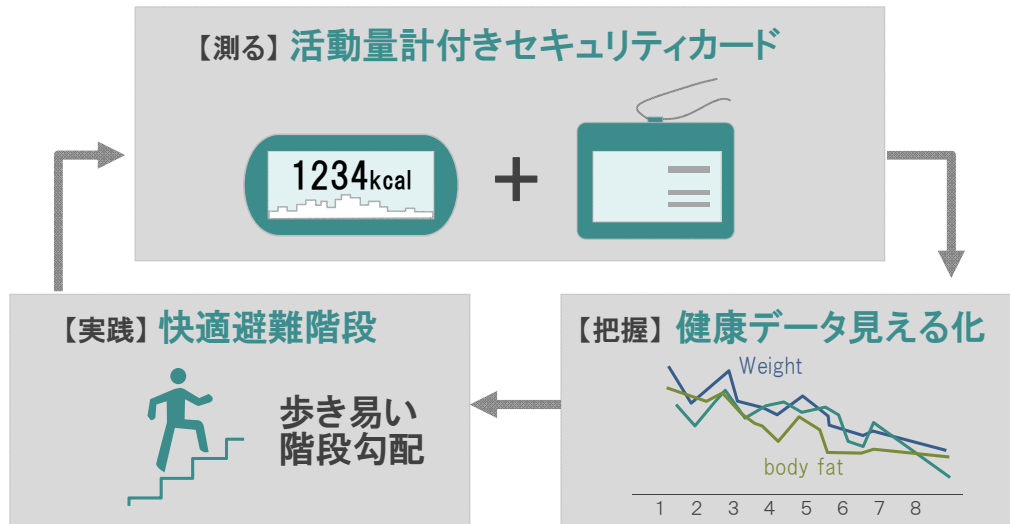 【測る】活動量計付きセキュリティカード
1234kcal
+
【実践】快適避難階段
歩き易い
階段勾配
【把握】健康データ見える化
Weight
body fat
1 2 3 4 5 6 7 8